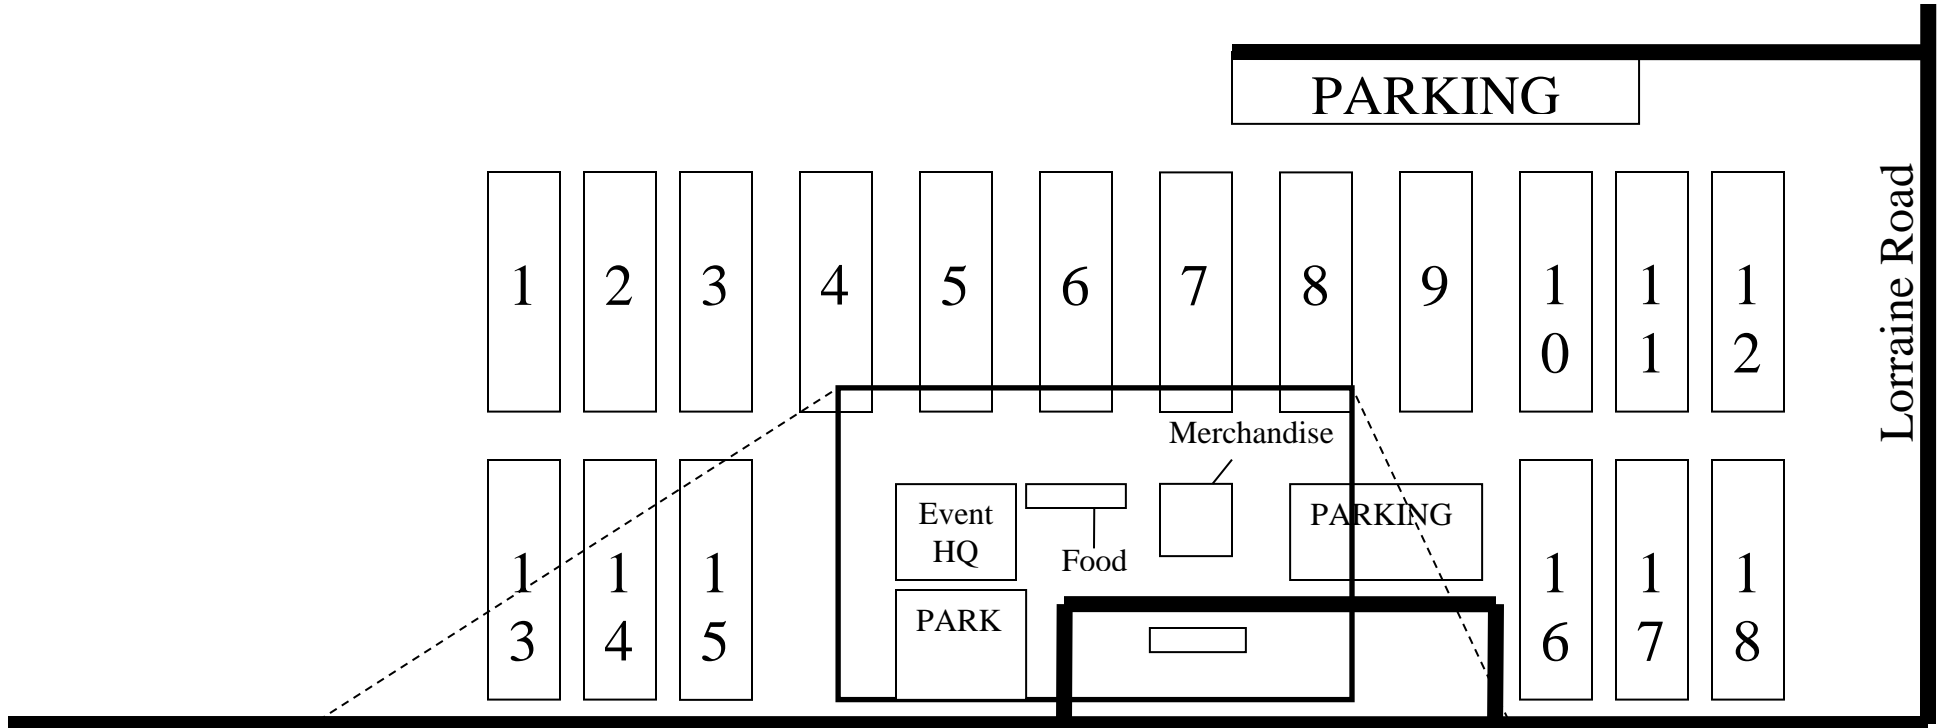 PARKING
Lorraine Road
1 2 3 4 5 6 7 8 9 1 1 1
0 1 2
Merchandise
Event
HQ
PARKING
Food
1 1 1 1 1 1
3 4 5 6 7 8
PARK